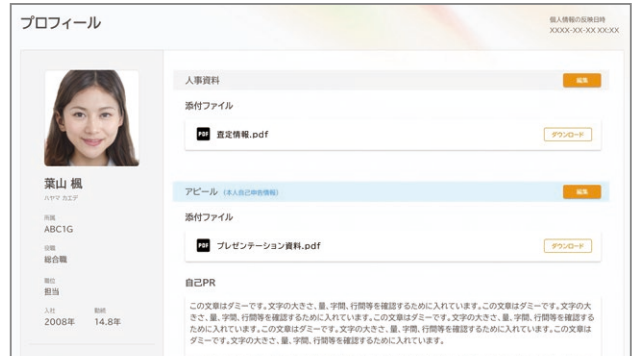 プロフィール
個人情報の反映日時
XXXX-XX-XX XX:XX
葉山 楓
ハヤマ カエデ
所属
ABC1G
役職
総合職
職位
担当
入社 勤続
2008年 14.8年
人事資料 編集
添付ファイル
PDF 査定情報.pdf ダウンロード
アピール (本人自己申告情報) 編集
添付ファイル
PDF プレゼンテーション資料.pdf ダウンロード
自己PR
この文章はダミーです。文字の大きさ、量、字間、行間等を確認するために入れています。この文章はダミーです。文字の大
きさ、量、字間、行間等を確認するために入れています。この文章はダミーです。文字の大きさ、量、字間、行間等を確認する
ために入れています。この文章はダミーです。文字の大きさ、量、字間、行間等を確認するために入れています。この文章は
ダミーです。文字の大きさ、量、字間、行間等を確認するために入れています。